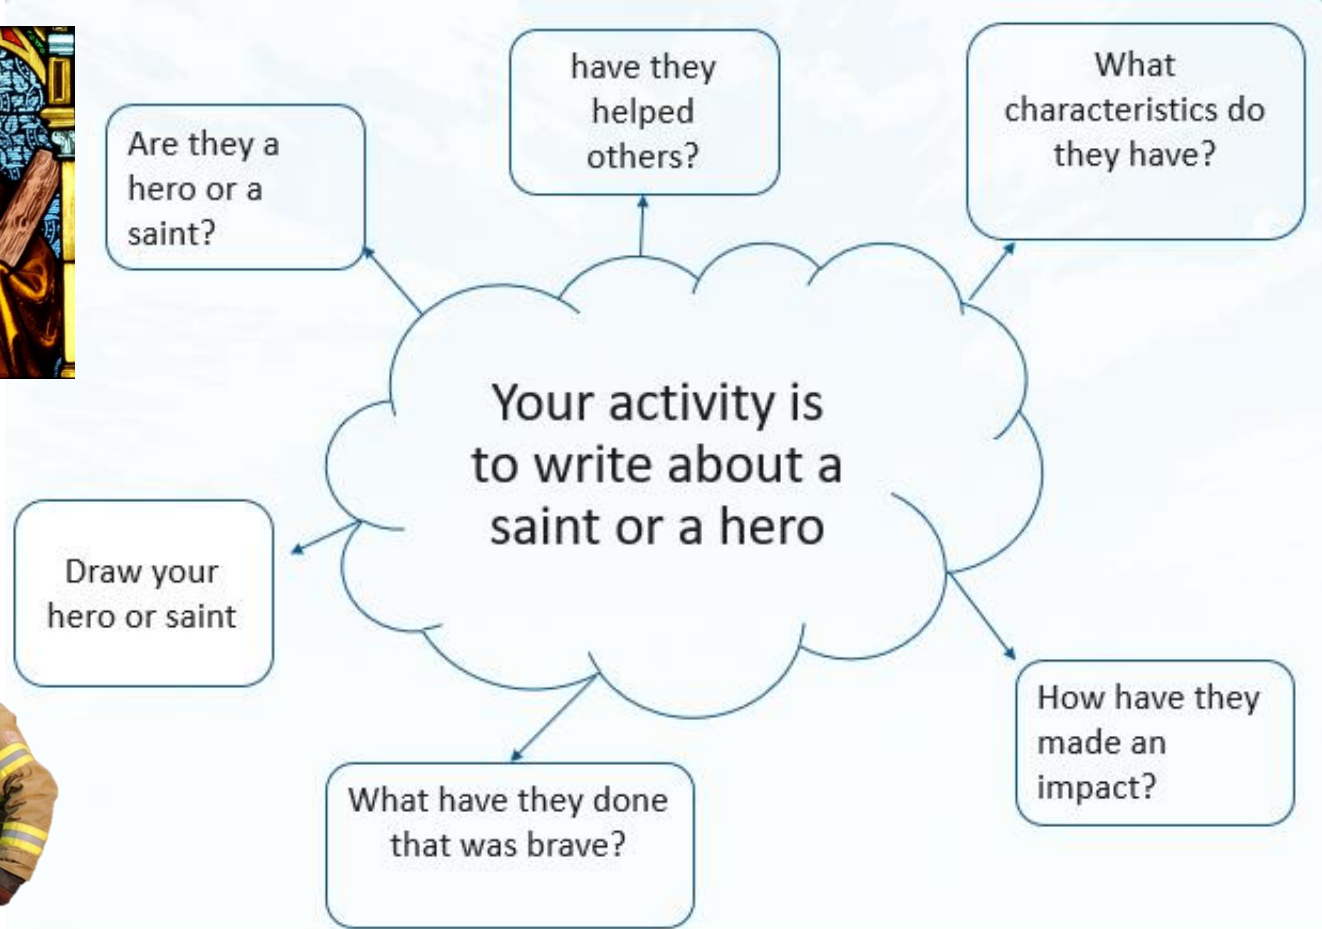 have they
helped
others?
What
characteristics do
they have?
Are they a
hero or a
saint?
Your activity is
to write about a
saint or a hero
Draw your
hero or saint
How have they
made an
impact?
What have they done
that was brave?